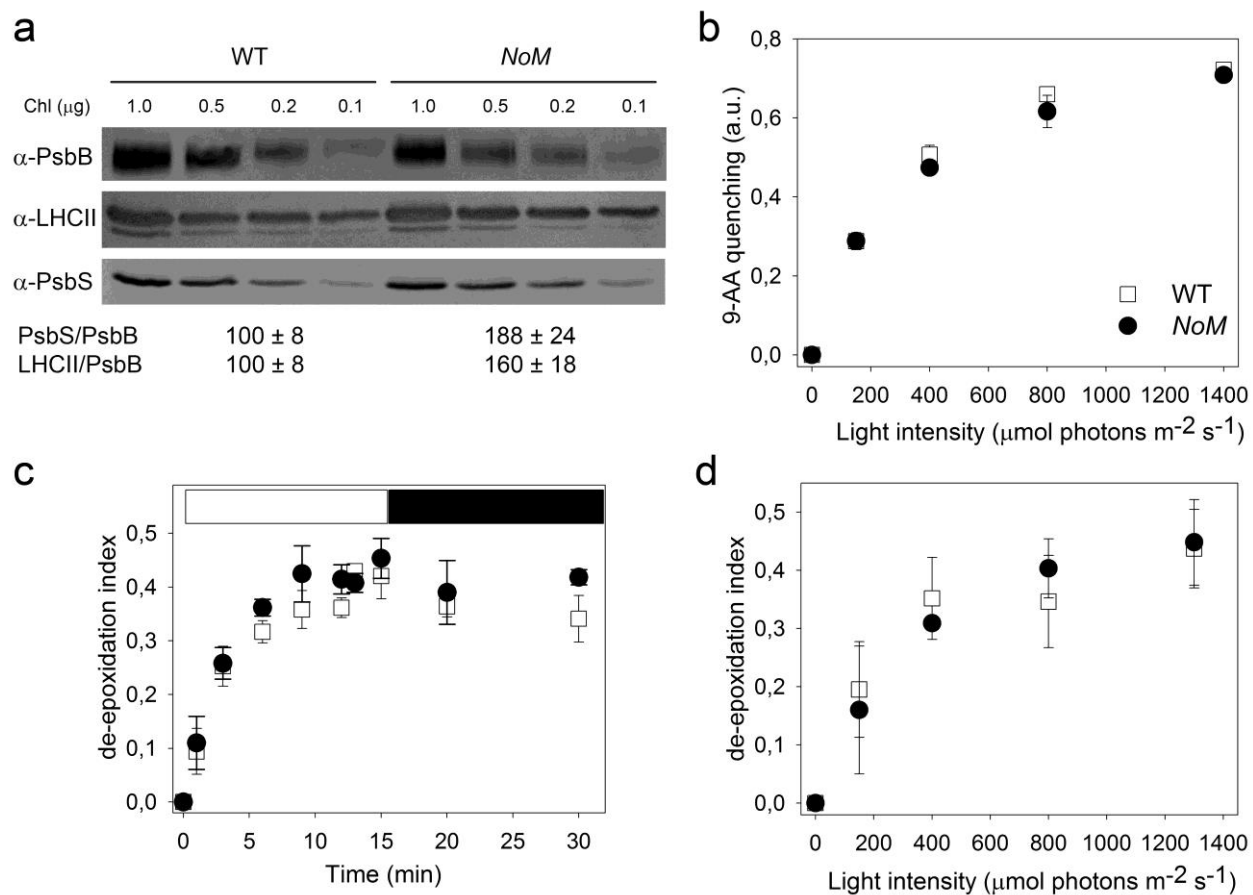 a
WT NoM
Chl (μg) 1.0 0.5 0.2 0.1 1.0 0.5 0.2 0.1
α-PsbB
α-LHCII
α-PsbS
PsbS/PsbB 100 ± 8 188 ± 24
LHCII/PsbB 100 ± 8 160 ± 18
b
9-AA quenching (a.u.)
0,8
0,6
0,4
0,2
0,0
WT
NoM
0 200 400 600 800 1000 1200 1400
Light intensity (μmol photons m-2 s-1)
c
de-epoxidation index
0,5
0,4
0,3
0,2
0,1
0,0
0 5 10 15 20 25 30
Time (min)
d
de-epoxidation index
0,5
0,4
0,3
0,2
0,1
0,0
0 200 400 600 800 1000 1200 1400
Light intensity (μmol photons m-2 s-1)